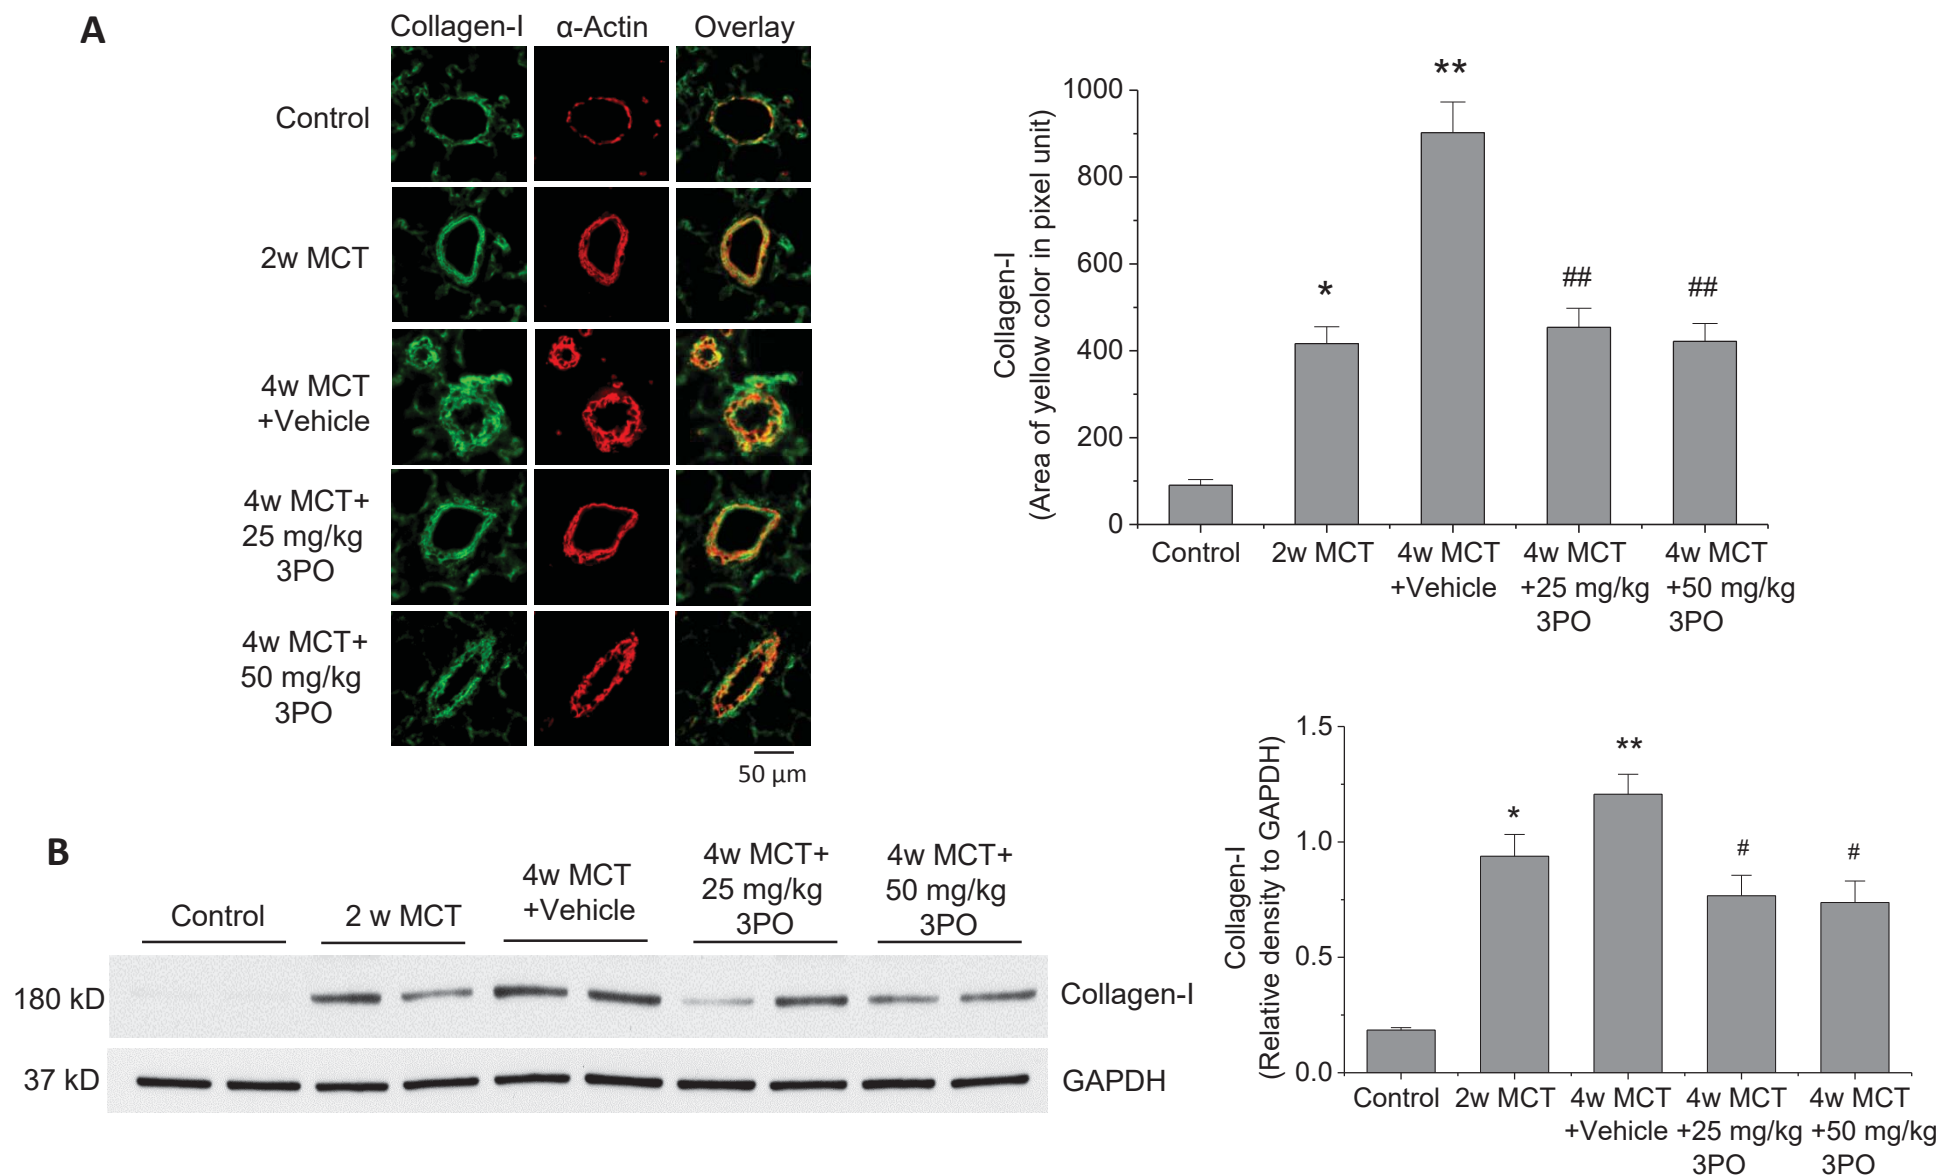 A
Collagen-I
α-Actin
Overlay
Control
2w MCT
4w MCT
+Vehicle
4w MCT+
25 mg/kg
3PO
4w MCT+
50 mg/kg
3PO
50 µm
Collagen-I
(Area of yellow color in pixel unit)
1000
800
600
400
200
0
**
*
##
##
Control
2w MCT
4w MCT
+Vehicle
4w MCT
+25 mg/kg
3PO
4w MCT
+50 mg/kg
3PO
B
Control
2 w MCT
4w MCT
+Vehicle
4w MCT+
25 mg/kg
3PO
4w MCT+
50 mg/kg
3PO
180 kD
Collagen-I
37 kD
GAPDH
Collagen-I
(Relative density to GAPDH)
1.5
1.0
0.5
0.0
*
**
#
#
Control
2w MCT
4w MCT
+Vehicle
4w MCT
+25 mg/kg
3PO
4w MCT
+50 mg/kg
3PO